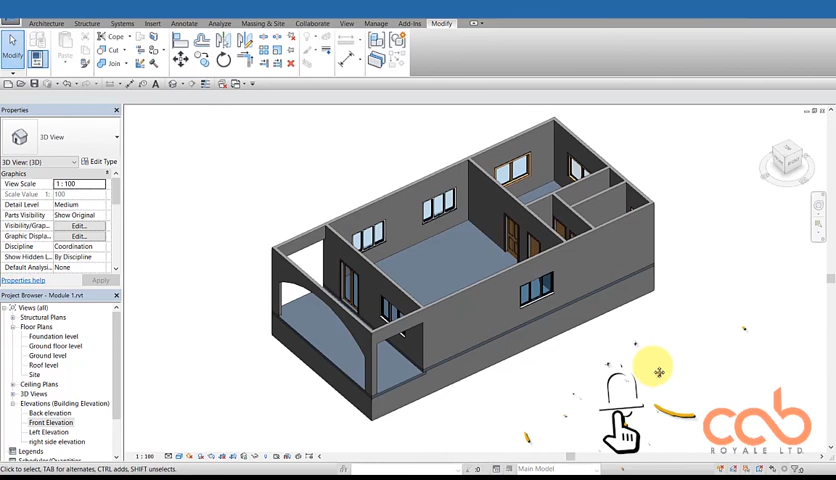 Architecture Structure Systems Insert Annotate Analyze Massing & Site Collaborate View Manage Add-Ins Modify
Modify
Paste
Cope
Cut
Join
Properties
3D View
3D View: {3D} Edit Type
Graphics
View Scale 1 : 100
Scale Value 1: 100
Detail Level Medium
Parts Visibility Show Original
Visibility/Grap... Edit...
Graphic Displa... Edit...
Discipline Coordination
Show Hidden L... By Discipline
Default Analysi... None
Properties help Apply
Project Browser - Module 1.rvt
Views (all)
Structural Plans
Floor Plans
Foundation level
Ground floor level
Ground level
Roof level
Site
Ceiling Plans
3D Views
Elevations (Building Elevation)
Back elevation
Front Elevation
Left Elevation
right side elevation
Legends
1 : 100
Click to select, TAB for alternates, CTRL adds, SHIFT unselects.
:0 Main Model
ROYALE LTD.